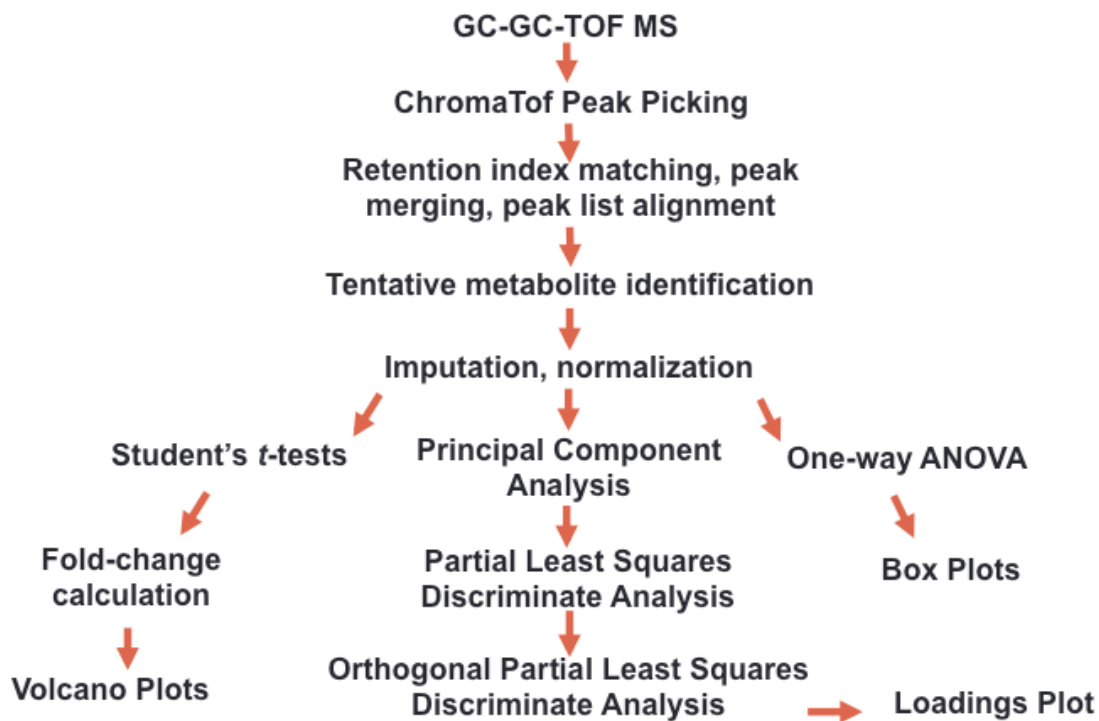 GC-GC-TOF MS
ChromaTof Peak Picking
Retention index matching, peak
merging, peak list alignment
Tentative metabolite identification
Imputation, normalization
Student's t-tests
Principal Component
Analysis
One-way ANOVA
Fold-change
calculation
Partial Least Squares
Discriminate Analysis
Box Plots
Volcano Plots
Orthogonal Partial Least Squares
Discriminate Analysis
Loadings Plot